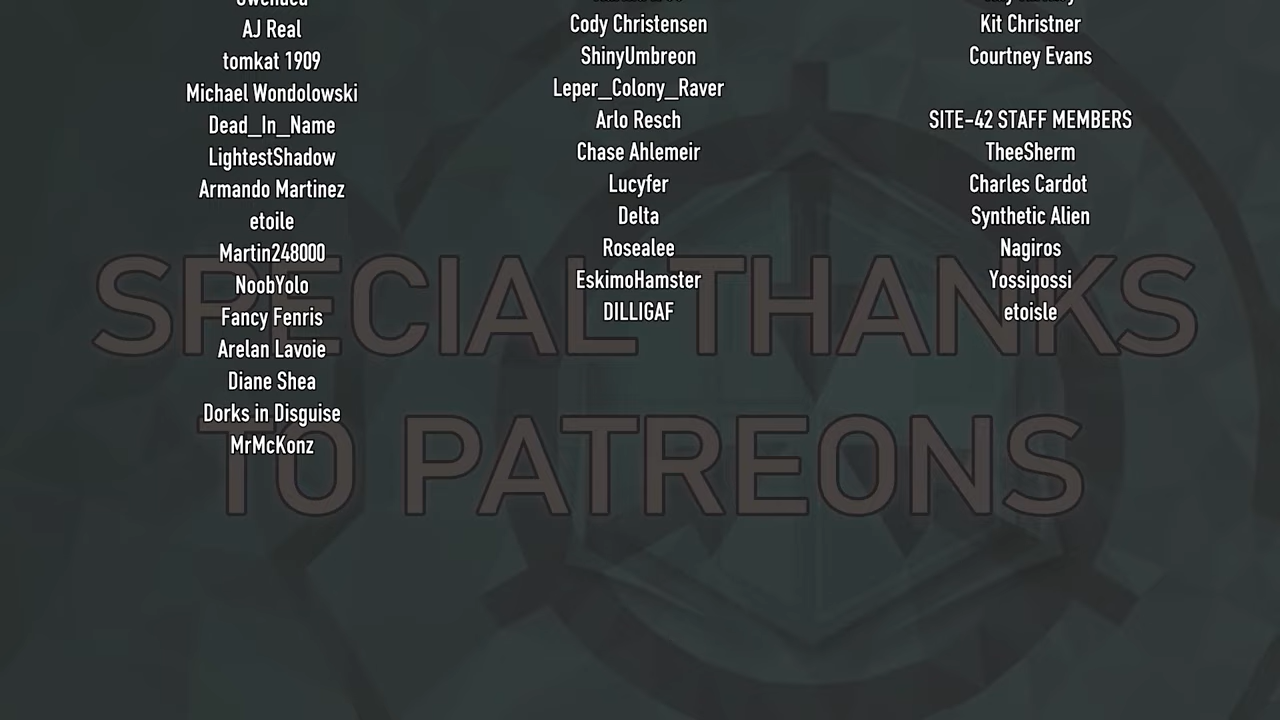 AJ Real
tomkat 1909
Michael Wondolowski
Dead_In_Name
LightestShadow
Armando Martinez
etoile
Martin248000
NoobYolo
Fancy Fenris
Arelan Lavoie
Diane Shea
Dorks in Disguise
MrMcKonz
Cody Christensen
ShinyUmbreon
Leper_Colony_Raver
Arlo Resch
Chase Ahlemeir
Lucyfer
Delta
Rosealee
EskimoHamster
DILLIGAF
Kit Christner
Courtney Evans
SITE-42 STAFF MEMBERS
TheeSherm
Charles Cardot
Synthetic Alien
Nagiros
Yossipossi
etoisle
SPECIAL THANKS
TO PATREONS